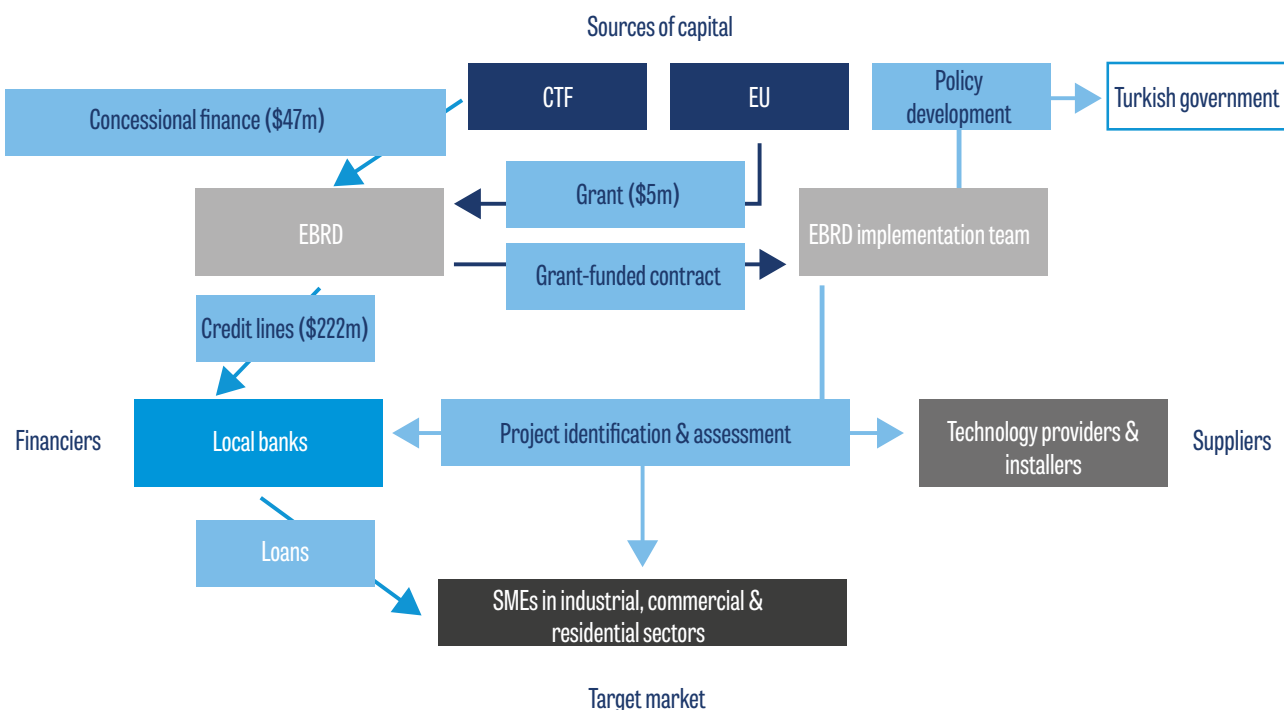 Sources of capital
CTF
EU
Policy
development
Turkish government
Concessional finance ($47m)
Grant ($5m)
EBRD
EBRD implementation team
Grant-funded contract
Credit lines ($222m)
Financiers
Local banks
Project identification & assessment
Technology providers &
installers
Suppliers
Loans
SMEs in industrial, commercial &
residential sectors
Target market